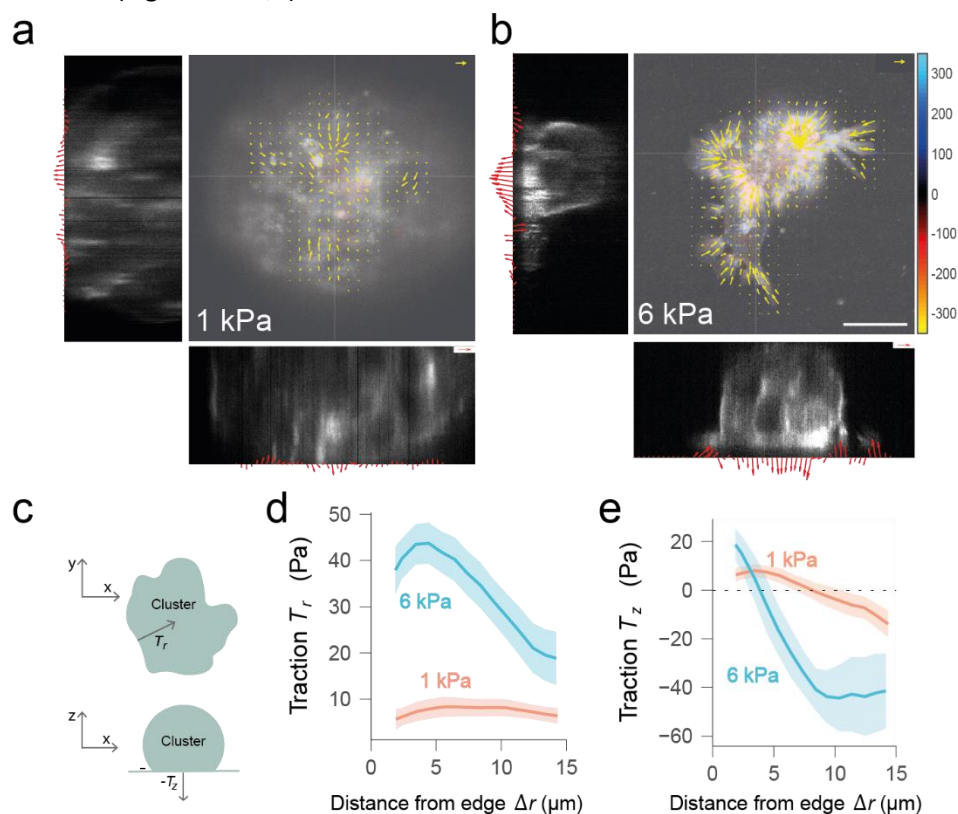 a
b
1 kPa
6 kPa
300
200
100
0
-100
-200
-300
c
y
x
Cluster
Tr
z
x
Cluster
-Tz
d
Traction Tr (Pa)
50
40
30
20
10
6 kPa
1 kPa
0 5 10 15
Distance from edge Δr (μm)
e
Traction Tz (Pa)
20
0
−20
−40
−60
1 kPa
6 kPa
0 5 10 15
Distance from edge Δr (μm)